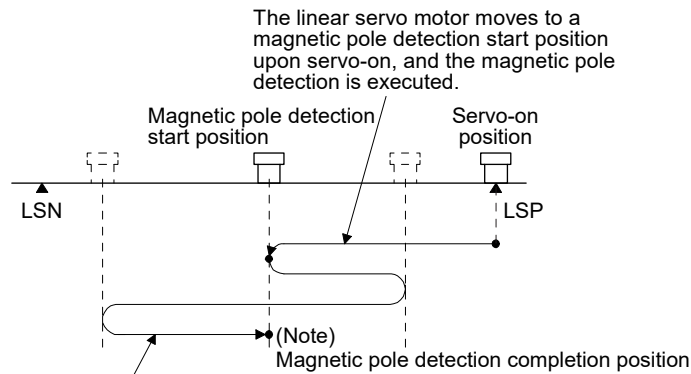 The linear servo motor moves to a
magnetic pole detection start position
upon servo-on, and the magnetic pole
detection is executed.
Magnetic pole detection
start position
Servo-on
position
LSN
LSP
(Note)
Magnetic pole detection completion position